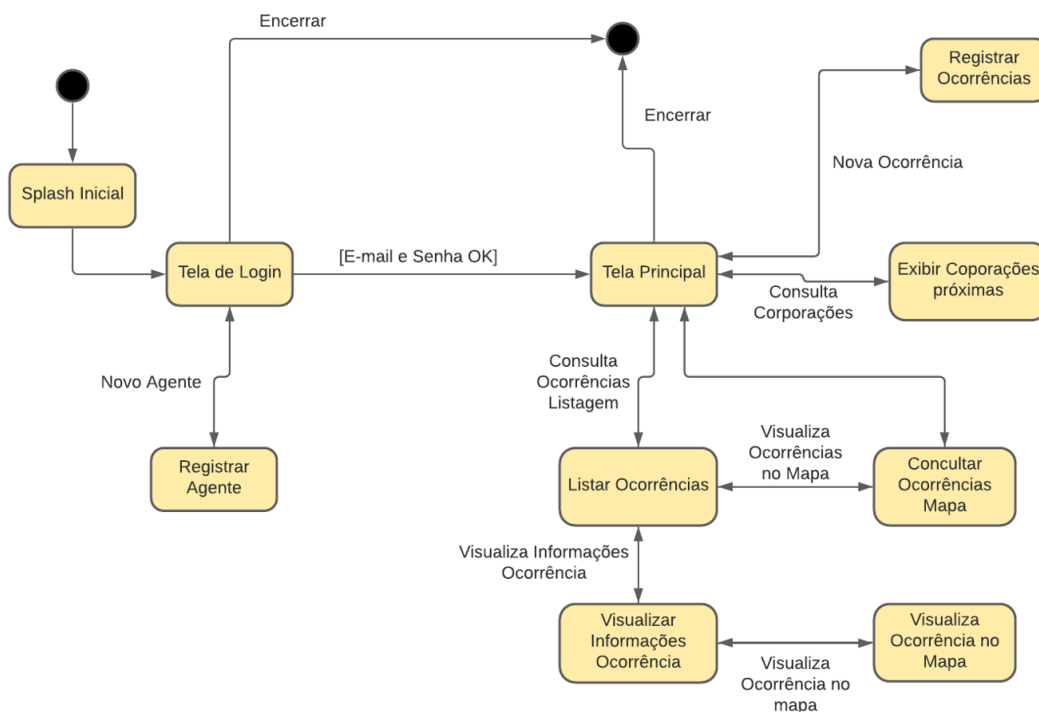 Encerrar
Registrar
Ocorrências
Encerrar
Nova Ocorrência
Splash Inicial
[E-mail e Senha OK]
Tela de Login
Tela Principal
Exibir Coporações
próximas
Consulta
Corporações
Novo Agente
Consulta
Ocorrências
Listagem
Registrar
Agente
Visualiza
Ocorrências
no Mapa
Listar Ocorrências
Concultar
Ocorrências
Mapa
Visualiza Informações
Ocorrência
Visualizar
Informações
Ocorrência
Visualiza
Ocorrência no
Mapa
Visualiza
Ocorrência no
mapa